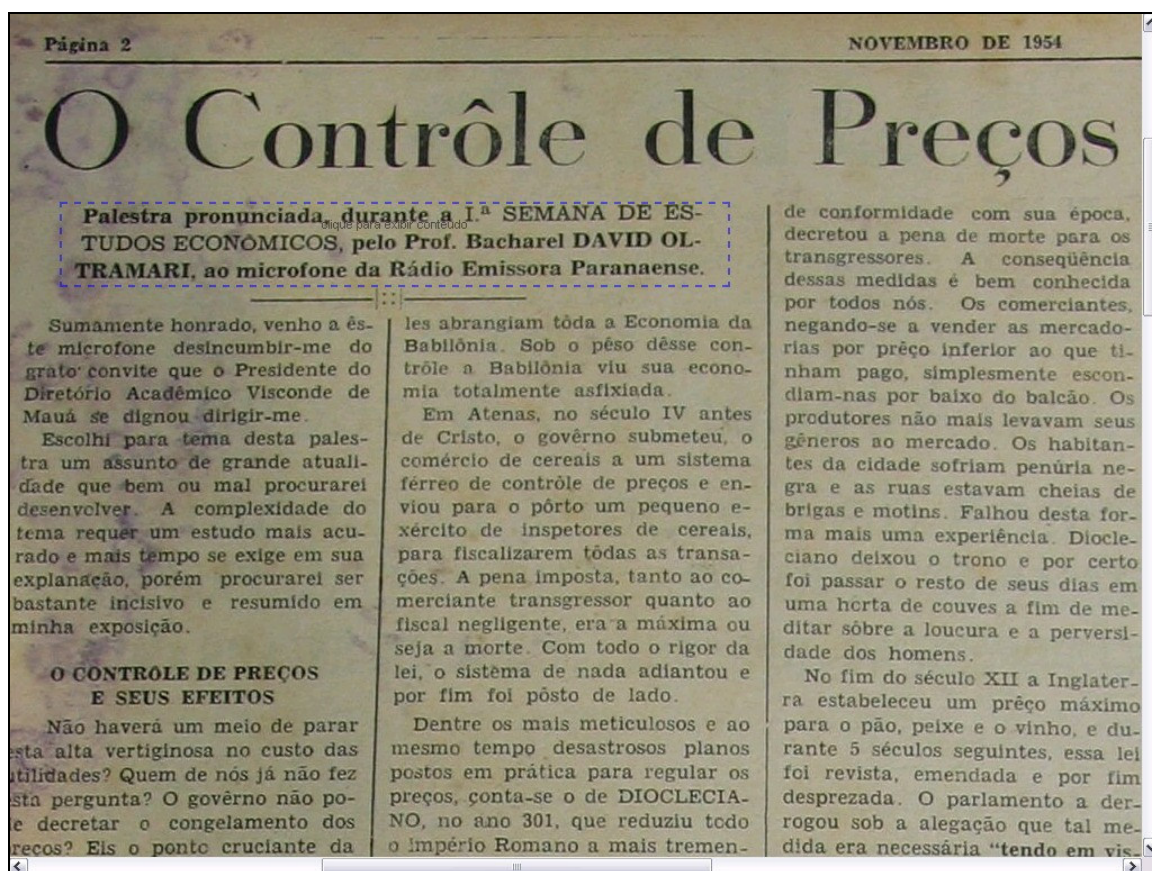 Página 2
NOVEMBRO DE 1954
O Contrôle de Preços
Palestra pronunciada, durante a I.ª SEMANA DE ES-
TUDOS ECONÔMICOS, pelo Prof. Bacharel DAVID OL-
TRAMARI, ao microfone da Rádio Emissora Paranaense.
clique para exibir conteúdo
Sumamente honrado, venho a ês-
te microfone desincumbir-me do
grato convite que o Presidente do
Diretório Acadêmico Visconde de
Mauá se dignou dirigir-me.
Escolhi para tema desta pales-
tra um assunto de grande atuali-
dade que bem ou mal procurarei
desenvolver. A complexidade do
tema requer um estudo mais acu-
rado e mais tempo se exige em sua
explanação, porém procurarei ser
bastante incisivo e resumido em
minha exposição.
O CONTRÔLE DE PREÇOS
E SEUS EFEITOS
Não haverá um meio de parar
esta alta vertiginosa no custo das
utilidades? Quem de nós já não fez
esta pergunta? O govêrno não po-
de decretar o congelamento dos
preços? Eis o ponto cruciante da
les abrangiam tôda a Economia da
Babilônia. Sob o pêso dêsse con-
trôle a Babilônia viu sua econo-
mia totalmente asfixiada.
Em Atenas, no século IV antes
de Cristo, o govêrno submeteu, o
comércio de cereais a um sistema
férreo de contrôle de preços e en-
viou para o pôrto um pequeno e-
xército de inspetores de cereais,
para fiscalizarem tôdas as transa-
ções. A pena imposta, tanto ao co-
merciante transgressor quanto ao
fiscal negligente, era a máxima ou
seja a morte. Com todo o rigor da
lei, o sistema de nada adiantou e
por fim foi pôsto de lado.
Dentre os mais meticulosos e ao
mesmo tempo desastrosos planos
postos em prática para regular os
preços, conta-se o de DIOCLECIA-
NO, no ano 301, que reduziu todo
o Império Romano a mais tremen-
de conformidade com sua época,
decretou a pena de morte para os
transgressores. A conseqüência
dessas medidas é bem conhecida
por todos nós. Os comerciantes,
negando-se a vender as mercado-
rias por prêço inferior ao que ti-
nham pago, simplesmente escon-
diam-nas por baixo do balcão. Os
produtores não mais levavam seus
gêneros ao mercado. Os habitan-
tes da cidade sofriam penúria ne-
gra e as ruas estavam cheias de
brigas e motins. Falhou desta for-
ma mais uma experiência. Diocle-
ciano deixou o trono e por certo
foi passar o resto de seus dias em
uma horta de couves a fim de me-
ditar sôbre a loucura e a perversi-
dade dos homens.
No fim do século XII a Inglater-
ra estabeleceu um prêço máximo
para o pão, peixe e o vinho, e du-
rante 5 séculos seguintes, essa lei
foi revista, emendada e por fim
desprezada. O parlamento a der-
rogou sob a alegação que tal me-
dida era necessária "tendo em vis-